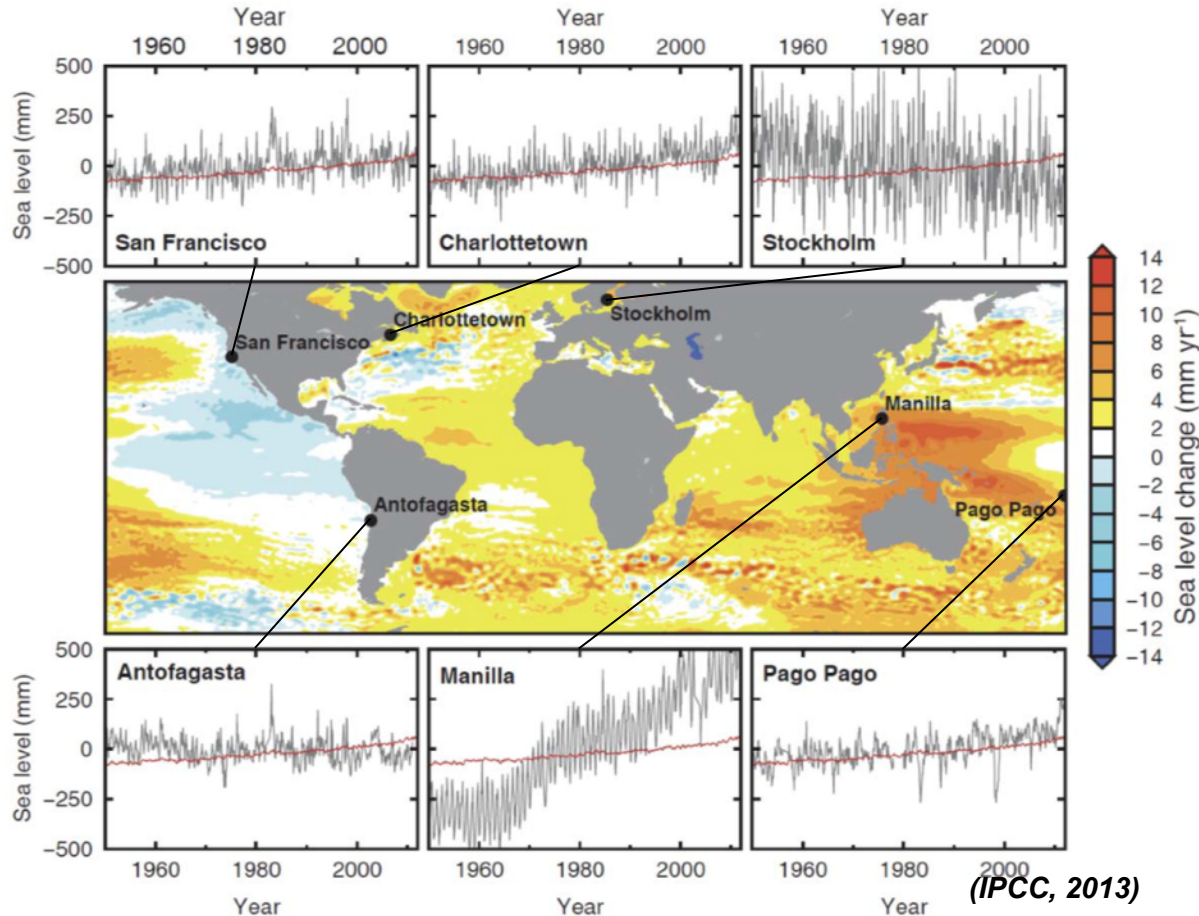 Year Year Year
1960 1980 2000 1960 1980 2000 1960 1980 2000
500
250
0
−250
−500
Sea level (mm)
San Francisco Charlottetown Stockholm
Charlottetown
Stockholm
San Francisco
Manilla
Antofagasta
Pago Pago
14
12
10
8
6
4
2
0
−2
−4
−6
−8
−10
−12
−14
Sea level change (mm yr⁻¹)
500
250
0
−250
−500
Sea level (mm)
Antofagasta Manilla Pago Pago
1960 1980 2000 1960 1980 2000 1960 1980 2000
(IPCC, 2013)
Year Year Year